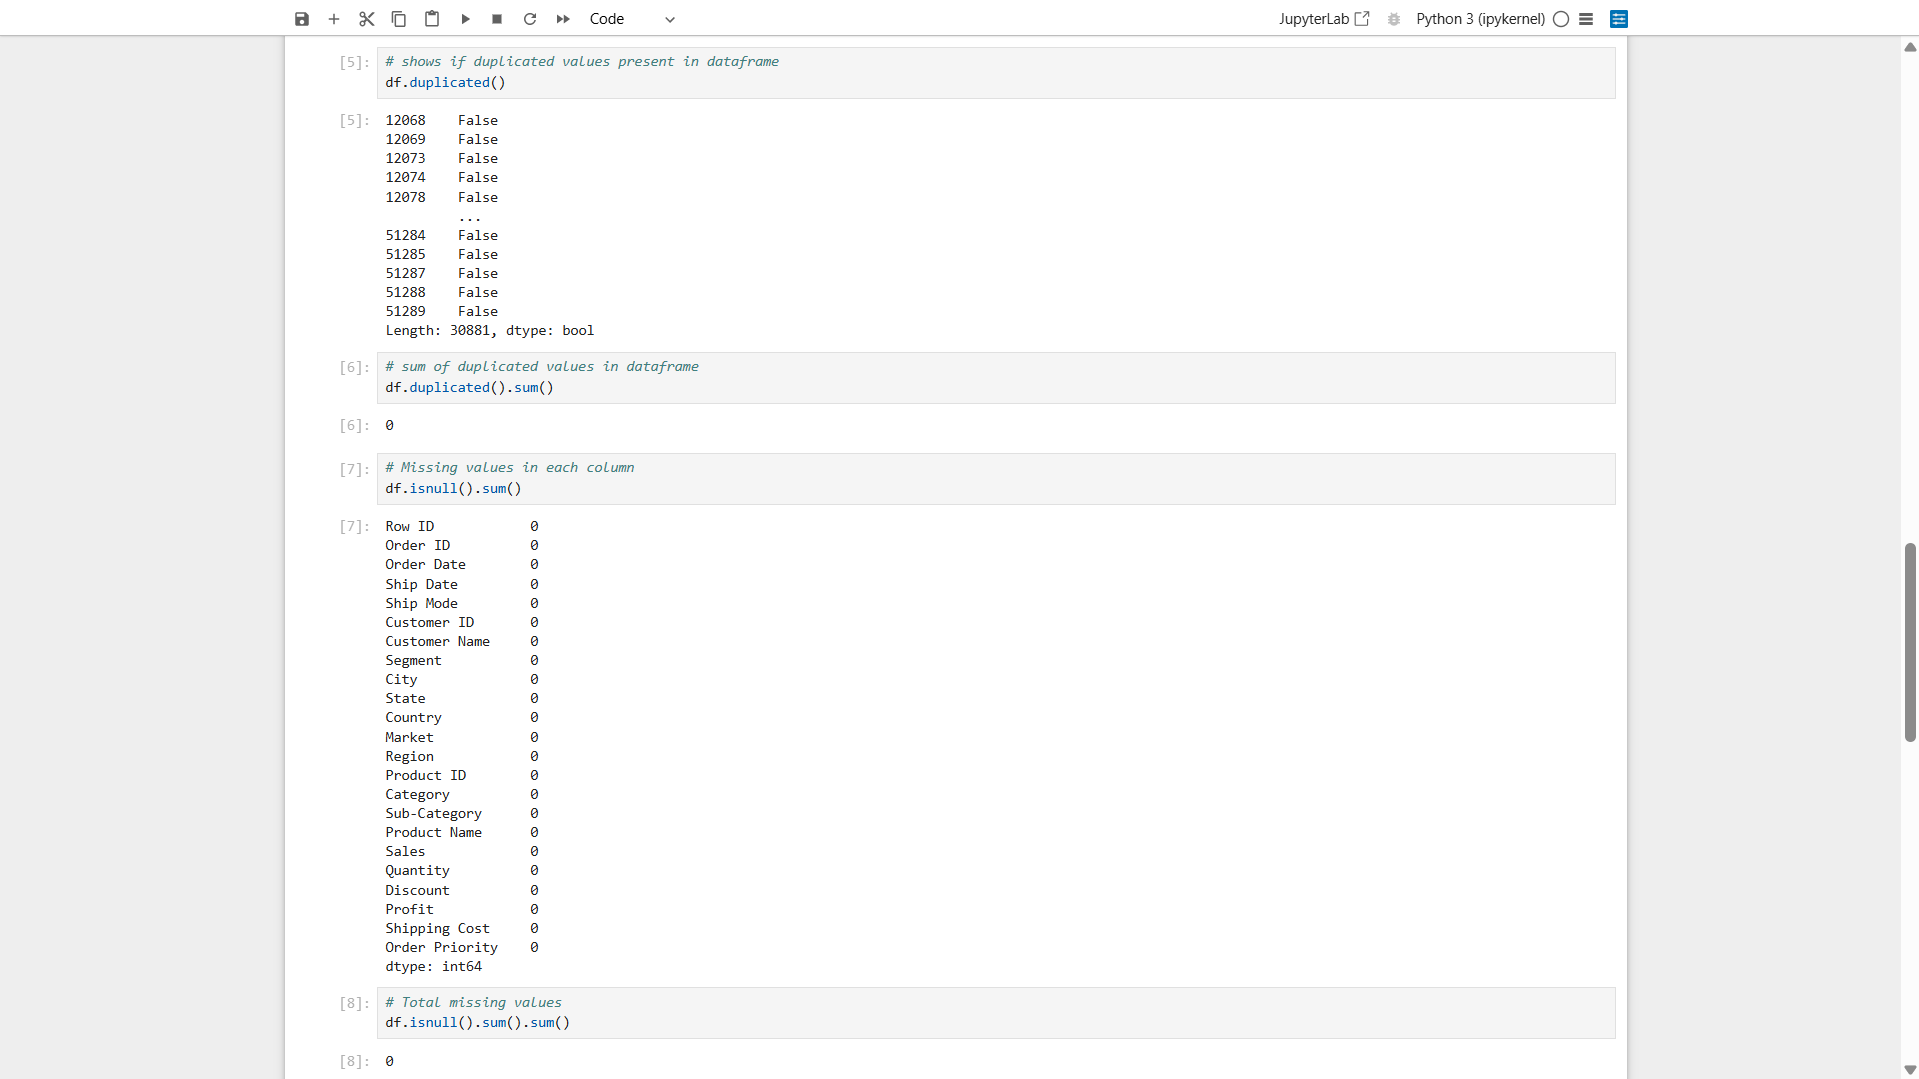 Code
JupyterLab
Python 3 (ipykernel)
[5]: # shows if duplicated values present in dataframe
df.duplicated()
[5]: 12068    False
12069    False
12073    False
12074    False
12078    False
...
51284    False
51285    False
51287    False
51288    False
51289    False
Length: 30881, dtype: bool
[6]: # sum of duplicated values in dataframe
df.duplicated().sum()
[6]: 0
[7]: # Missing values in each column
df.isnull().sum()
[7]: Row ID            0
Order ID          0
Order Date        0
Ship Date         0
Ship Mode         0
Customer ID       0
Customer Name     0
Segment           0
City              0
State             0
Country           0
Market            0
Region            0
Product ID        0
Category          0
Sub-Category      0
Product Name      0
Sales             0
Quantity          0
Discount          0
Profit            0
Shipping Cost     0
Order Priority    0
dtype: int64
[8]: # Total missing values
df.isnull().sum().sum()
[8]: 0